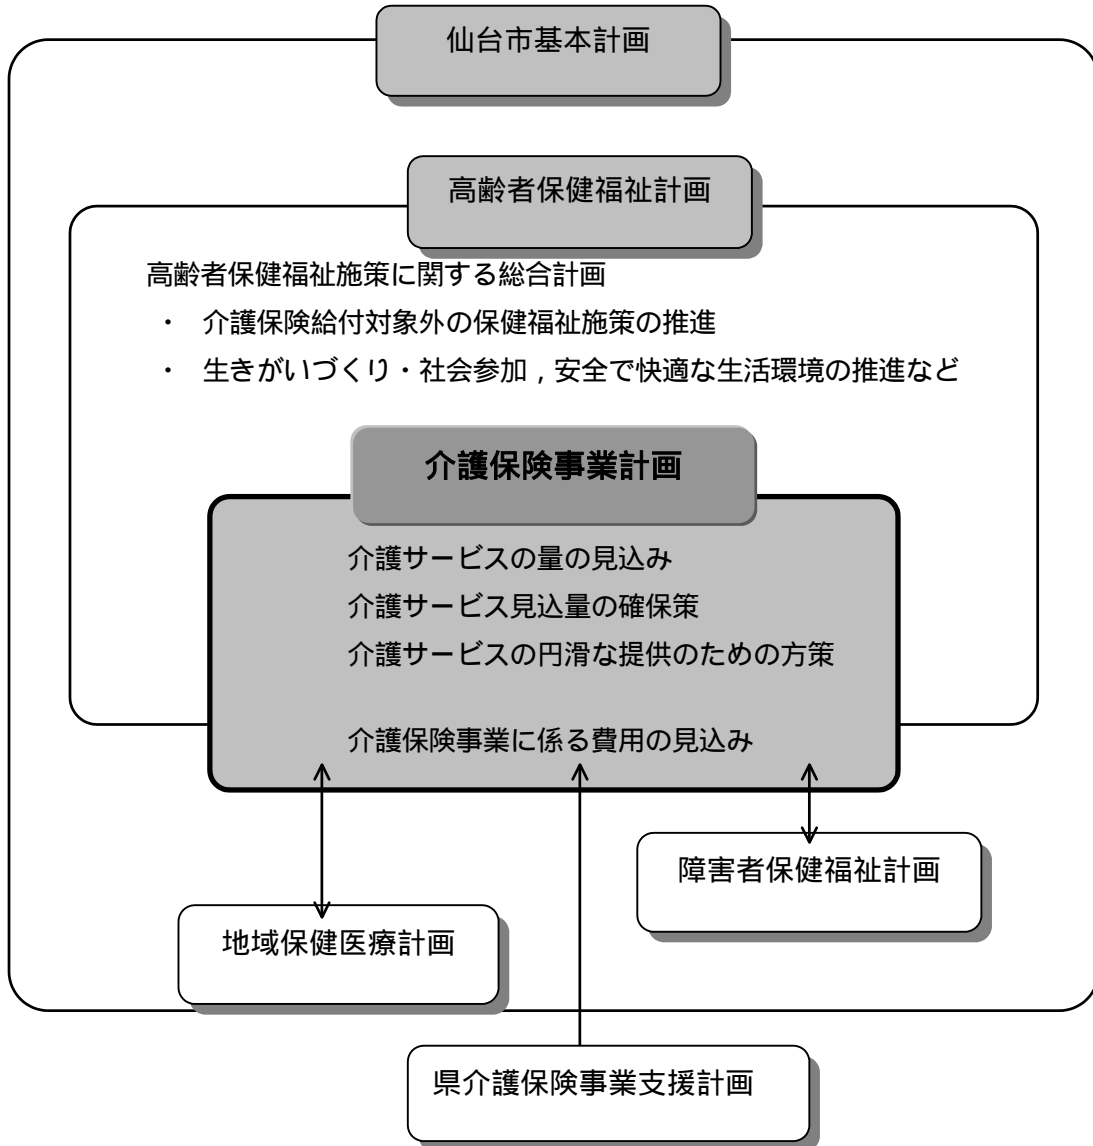 仙台市基本計画
高齢者保健福祉計画
高齢者保健福祉施策に関する総合計画
・ 介護保険給付対象外の保健福祉施策の推進
・ 生きがいづくり・社会参加，安全で快適な生活環境の推進など
介護保険事業計画
介護サービスの量の見込み
介護サービス見込量の確保策
介護サービスの円滑な提供のための方策
介護保険事業に係る費用の見込み
障害者保健福祉計画
地域保健医療計画
県介護保険事業支援計画